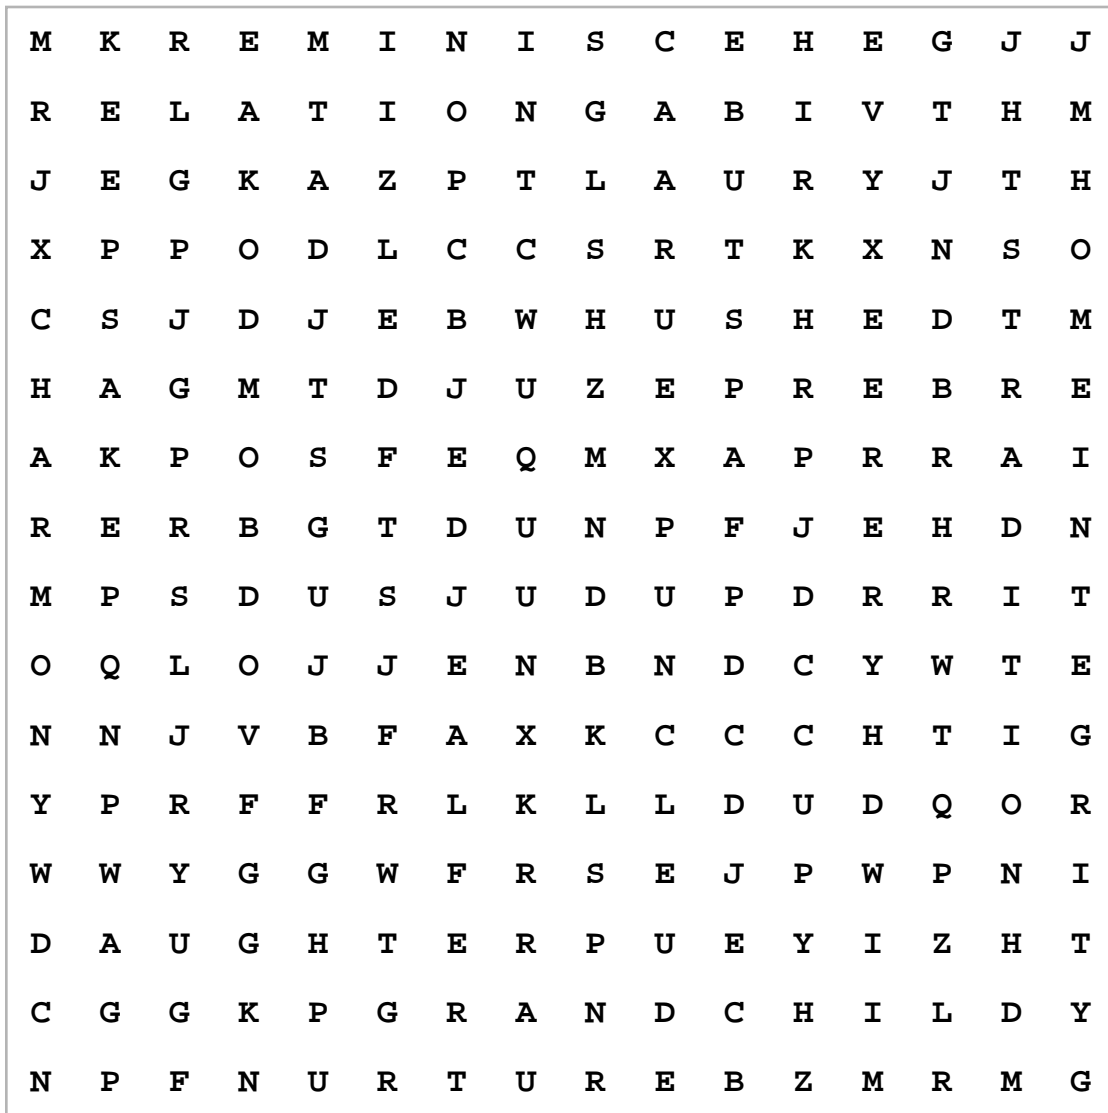 M K R E M I N I S C E H E G J J
R E L A T I O N G A B I V T H M
J E G K A Z P T L A U R Y J T H
X P P O D L C C S R T K X N S O
C S J D J E B W H U S H E D T M
H A G M T D J U Z E P R E B R E
A K P O S F E Q M X A P R R A I
R E R B G T D U N P F J E H D N
M P S D U S J U D U P D R R I T
O Q L O J J E N B N D C Y W T E
N N J V B F A X K C C C H T I G
Y P R F F R L K L L D U D Q O R
W W Y G G W F R S E J P W P N I
D A U G H T E R P U E Y I Z H T
C G G K P G R A N D C H I L D Y
N P F N U R T U R E B Z M R M G